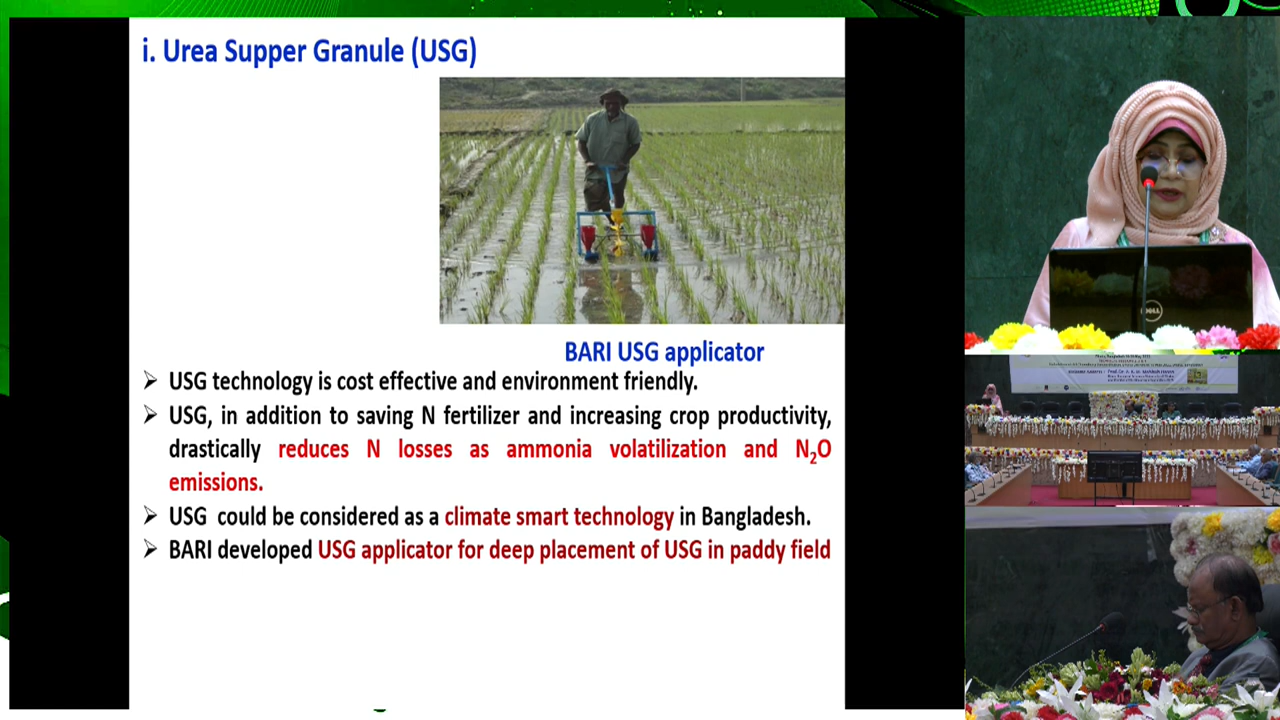 i. Urea Supper Granule (USG)
BARI USG applicator
➢ USG technology is cost effective and environment friendly.
➢ USG, in addition to saving N fertilizer and increasing crop productivity,
drastically reduces N losses as ammonia volatilization and N₂O
emissions.
➢ USG could be considered as a climate smart technology in Bangladesh.
➢ BARI developed USG applicator for deep placement of USG in paddy field
DELL